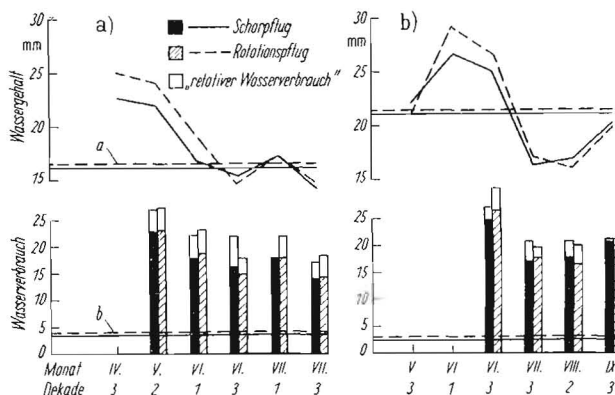 a)
Scharpflug
Rotationspflug
„relativer Wasserverbrauch"
b)
mm
30
25
20
15
Wassergehalt
a
mm
30
25
20
15
Wasserverbrauch
25
20
15
10
5
0
b
25
20
15
10
5
0
Monat IV. V. VI. VI. VII. VII.
Dekade 3 2 1 3 1 3
V VI VI. VII. VIII. IX
3 1 3 3 2 3